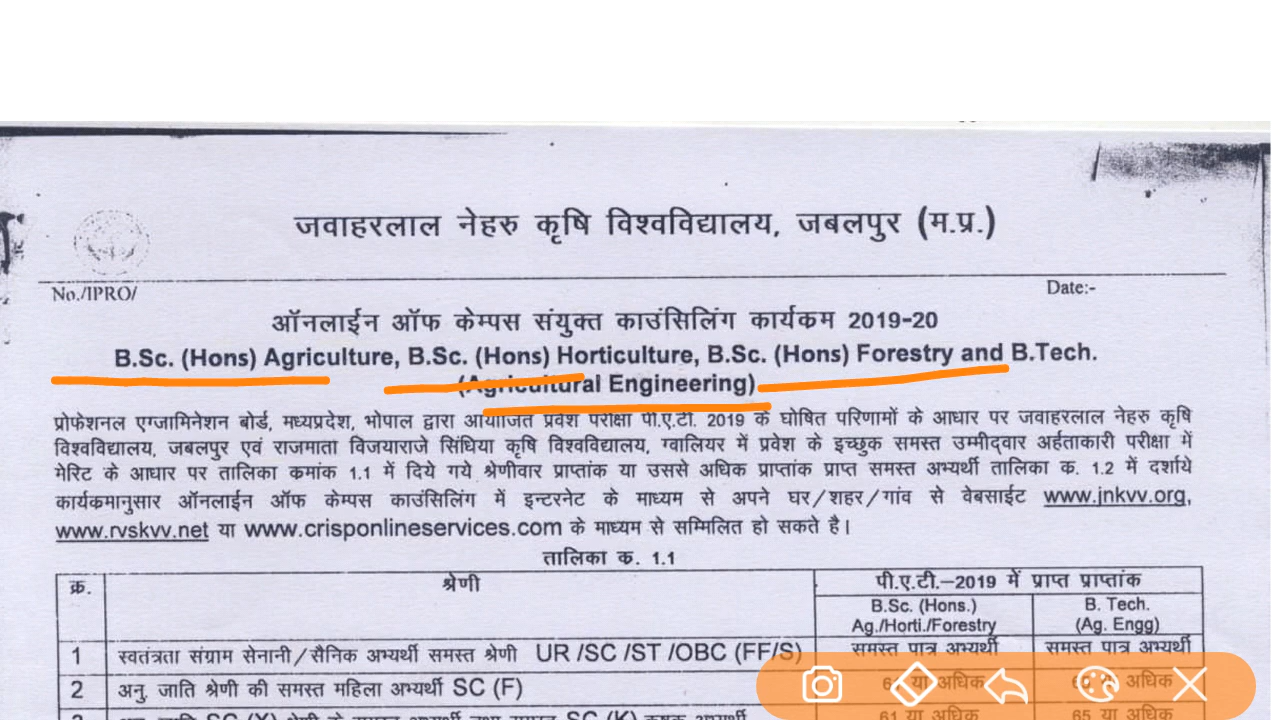 जवाहरलाल नेहरु कृषि विश्वविद्यालय, जबलपुर (म.प्र.)
No./IPRO/ Date:-
ऑनलाईन ऑफ केम्पस संयुक्त काउंसिलिंग कार्यकम 2019-20
B.Sc. (Hons) Agriculture, B.Sc. (Hons) Horticulture, B.Sc. (Hons) Forestry and B.Tech.
(Agricultural Engineering)
प्रोफेशनल एग्जामिनेशन बोर्ड, मध्यप्रदेश, भोपाल द्वारा आयोजित प्रवेश परीक्षा पी.ए.टी. 2019 के घोषित परिणामों के आधार पर जवाहरलाल नेहरु कृषि
विश्वविद्यालय, जबलपुर एवं राजमाता विजयाराजे सिंधिया कृषि विश्वविद्यालय, ग्वालियर में प्रवेश के इच्छुक समस्त उम्मीदवार अर्हताकारी परीक्षा में
मेरिट के आधार पर तालिका कमांक 1.1 में दिये गये श्रेणीवार प्राप्तांक या उससे अधिक प्राप्तांक प्राप्त समस्त अभ्यर्थी तालिका क. 1.2 में दर्शाये
कार्यकमानुसार ऑनलाईन ऑफ केम्पस काउंसिलिंग में इन्टरनेट के माध्यम से अपने घर/शहर/गांव से वेबसाईट www.jnkvv.org,
www.rvskvv.net या www.crisponlineservices.com के माध्यम से सम्मिलित हो सकते है।
तालिका क. 1.1
क्र. श्रेणी पी.ए.टी.–2019 में प्राप्त प्राप्तांक
B.Sc. (Hons.) B. Tech.
Ag./Horti./Forestry (Ag. Engg)
1 स्वतंत्रता संग्राम सेनानी/सैनिक अभ्यर्थी समस्त श्रेणी UR /SC /ST /OBC (FF/S) समस्त पात्र अभ्यर्थी समस्त पात्र अभ्यर्थी
2 अनु. जाति श्रेणी की समस्त महिला अभ्यर्थी SC (F) या अधिक अधिक
61 या अधिक 65 या अधिक